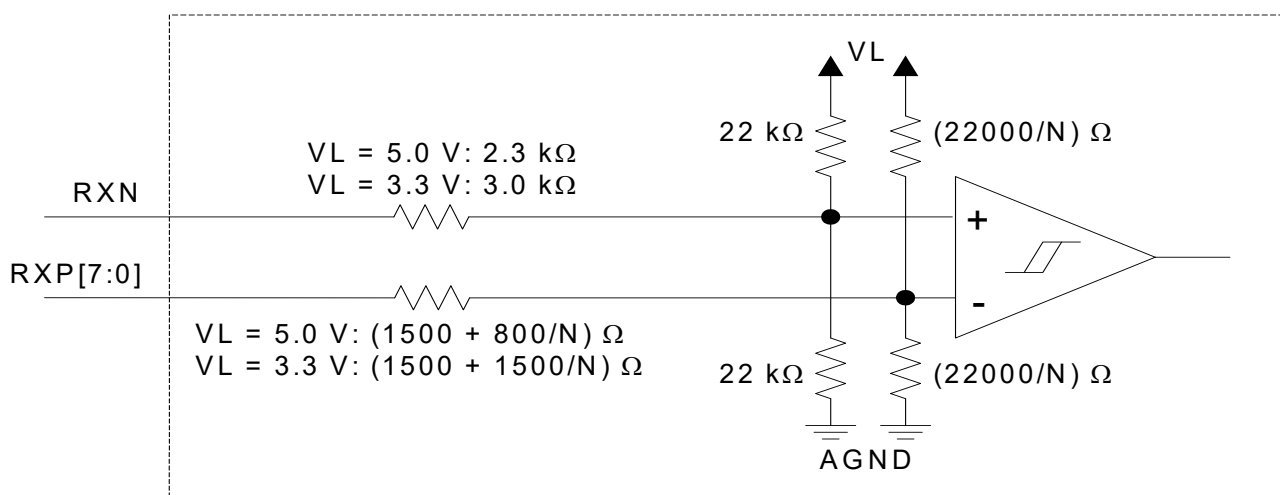 VL
22 kΩ
(22000/N) Ω
VL = 5.0 V: 2.3 kΩ
VL = 3.3 V: 3.0 kΩ
RXN
+
RXP[7:0]
-
VL = 5.0 V: (1500 + 800/N) Ω
VL = 3.3 V: (1500 + 1500/N) Ω
22 kΩ
(22000/N) Ω
AGND